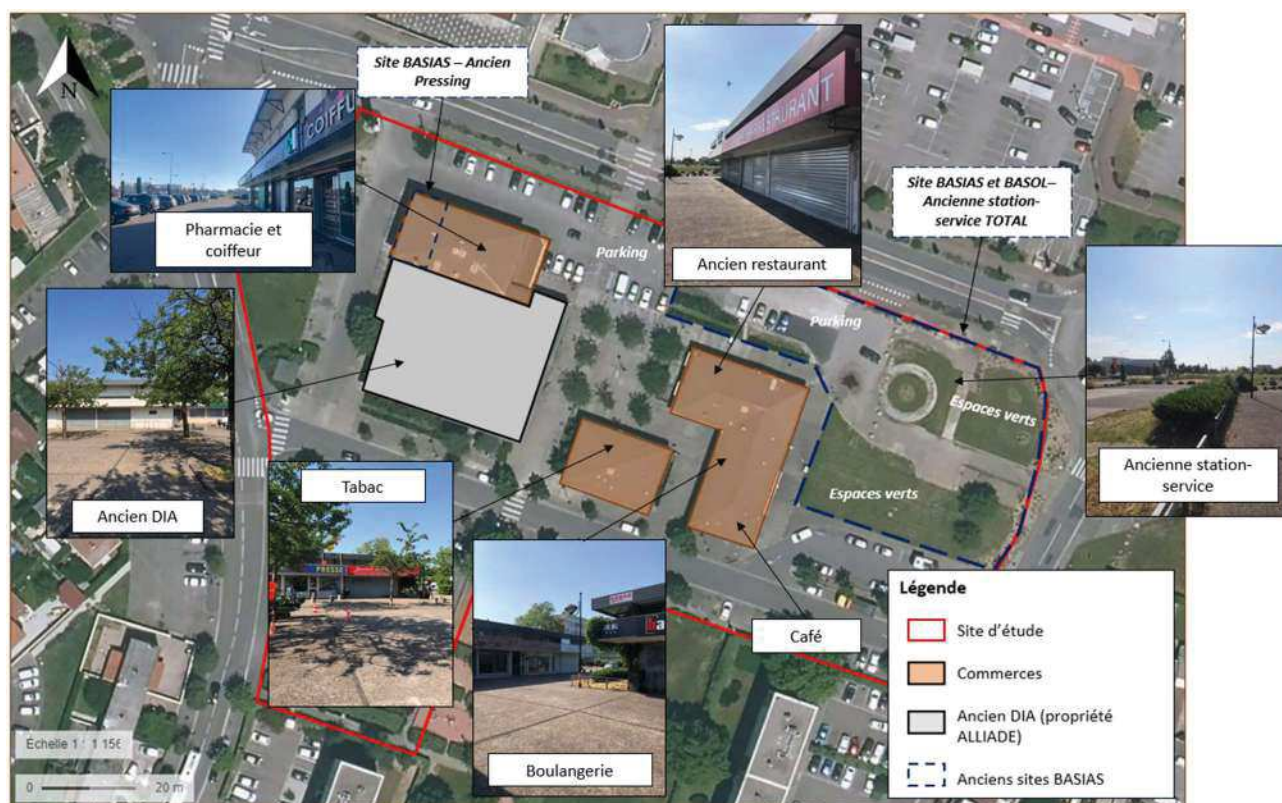 Site BASIAS – Ancien
Pressing
N
COIFFU
Pharmacie et
coiffeur
RESTAURANT
Ancien restaurant
Site BASIAS et BASOL–
Ancienne station-
service TOTAL
Parking
Parking
Espaces verts
Espaces verts
Ancienne station-
service
Ancien DIA
Tabac
PRESSE
Boulangerie
Café
Légende
Site d'étude
Commerces
Ancien DIA (propriété
ALLIADE)
Anciens sites BASIAS
Échelle 1 :
0 20 m